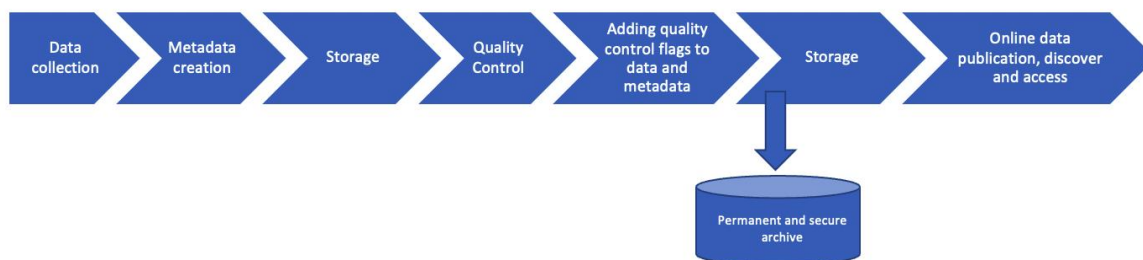 Data
collection
Metadata
creation
Storage
Quality
Control
Adding quality
control flags to
data and
metadata
Storage
Online data
publication, discover
and access
Permanent and secure
archive